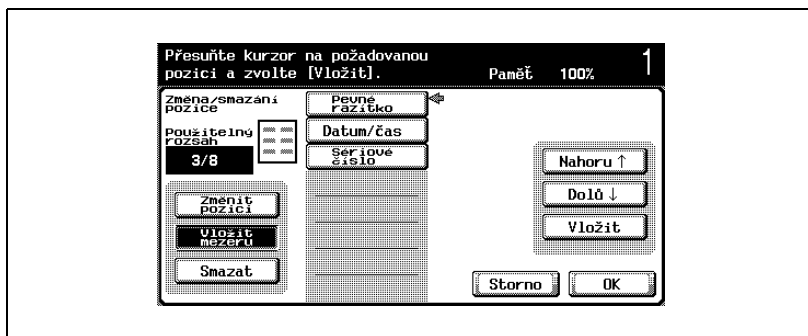 Přesuňte kurzor na požadovanou
pozici a zvolte [Vložit].
Paměť 100% 1
Změna/smazání
pozice
Použitelný
rozsah
3/8
Změnit
pozici
Vložit
mezeru
Smazat
Pevné
razítko
Datum/čas
Sériové
číslo
Nahoru ↑
Dolů ↓
Vložit
Storno
OK